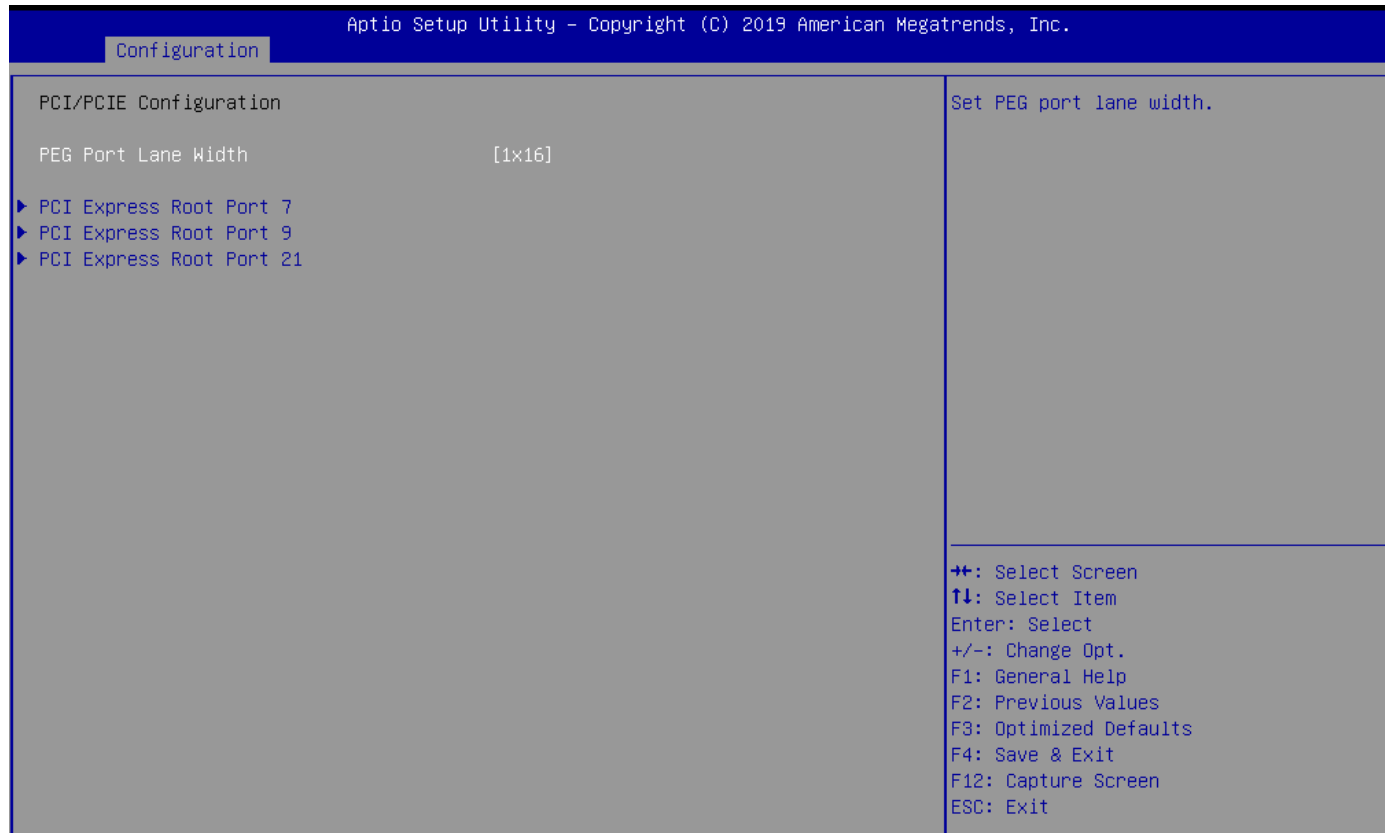 Aptio Setup Utility – Copyright (C) 2019 American Megatrends, Inc.
Configuration
PCI/PCIE Configuration
PEG Port Lane Width [1x16]
▶ PCI Express Root Port 7
▶ PCI Express Root Port 9
▶ PCI Express Root Port 21
Set PEG port lane width.
→←: Select Screen
↑↓: Select Item
Enter: Select
+/-: Change Opt.
F1: General Help
F2: Previous Values
F3: Optimized Defaults
F4: Save & Exit
F12: Capture Screen
ESC: Exit